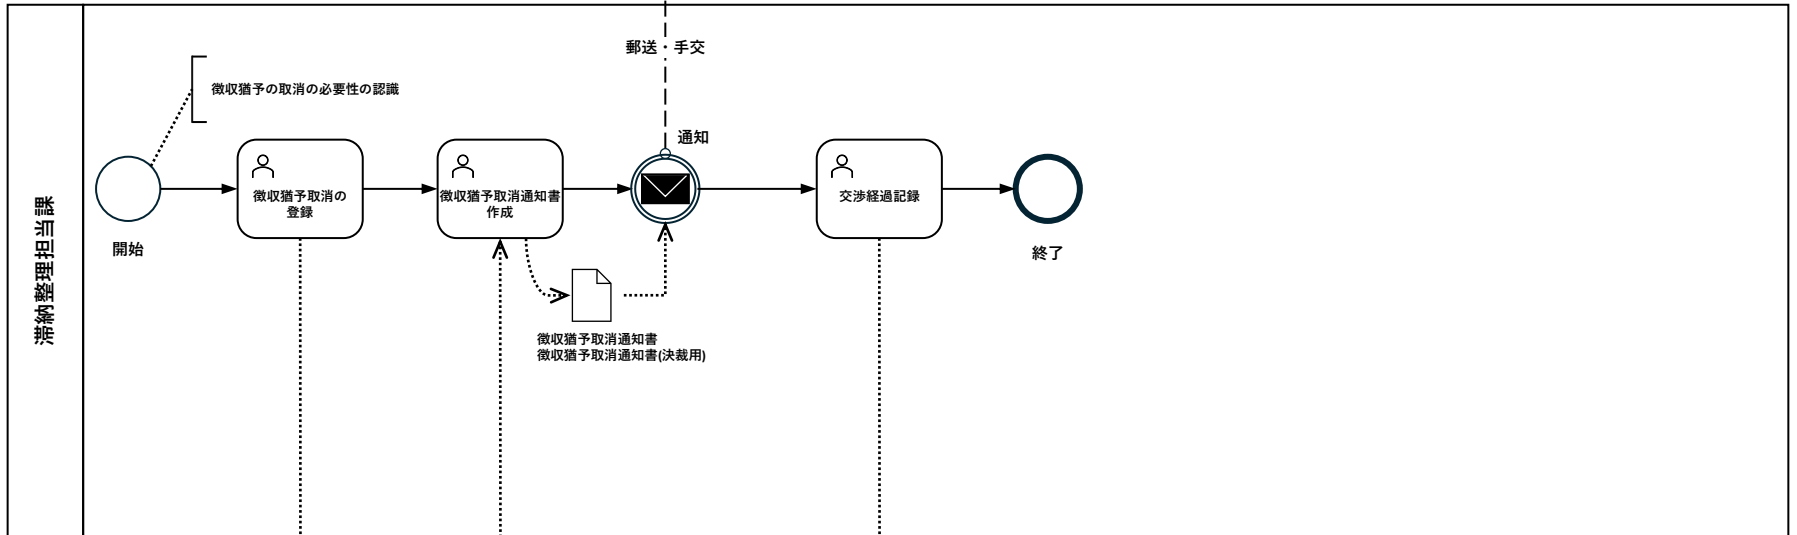 郵送・手交
徴収猶予の取消の必要性の認識
通知
徴収猶予取消の
登録
徴収猶予取消通知書
作成
交渉経過記録
滞納整理担当課
開始
終了
徴収猶予取消通知書
徴収猶予取消通知書(決裁用)